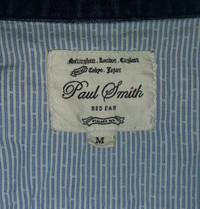 Nottingham. London. England
Tokyo. Japan
Paul Smith
RED EAR
M